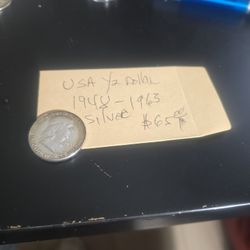 USA 1/2 DOLLAR
1948-1963
SILVER
$65.00